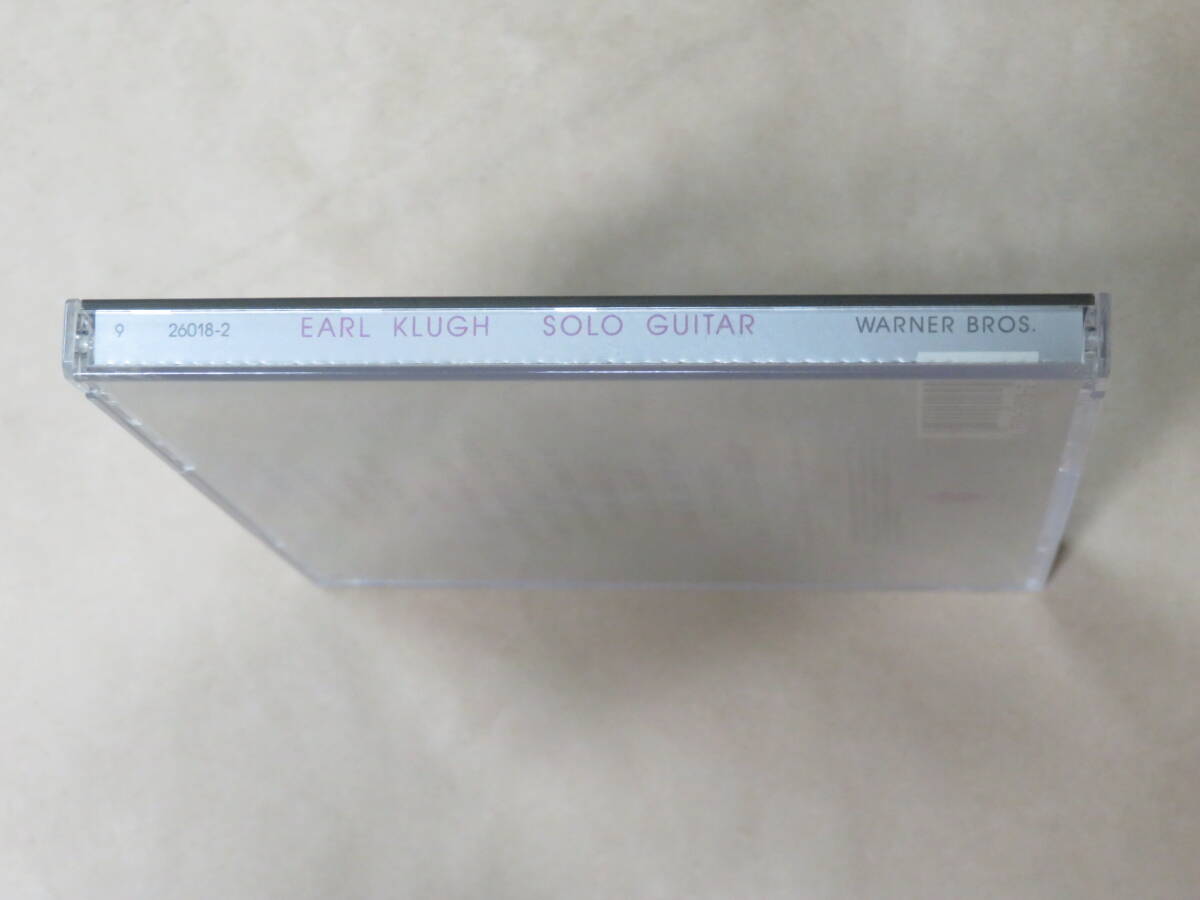 9 26018-2 EARL KLUGH SOLO GUITAR WARNER BROS.